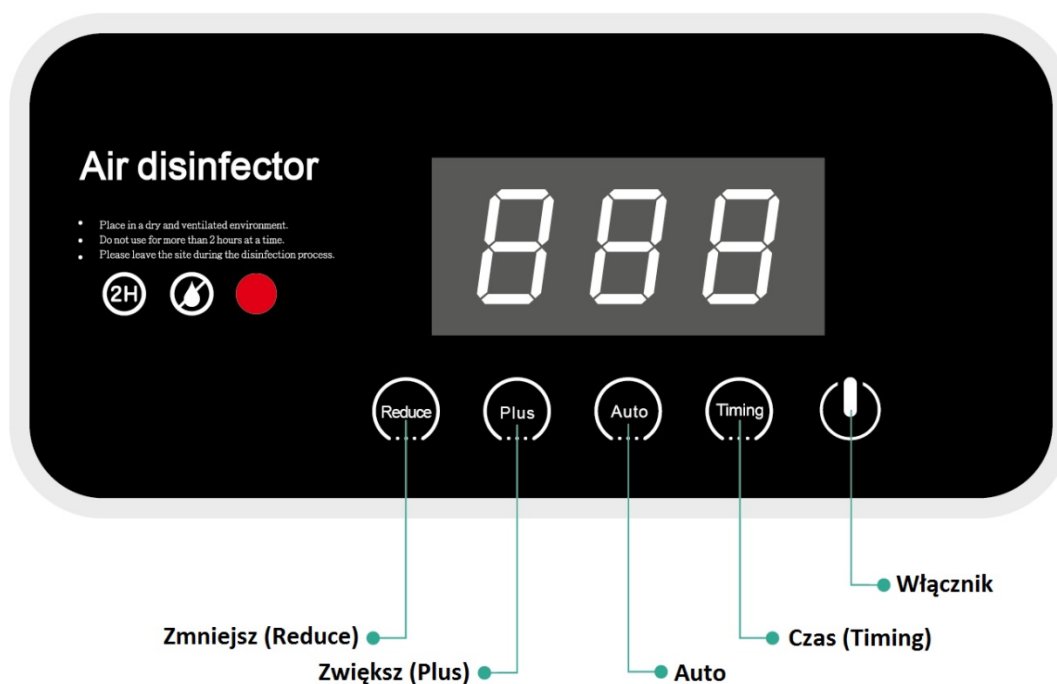 Air disinfector
888
Place in a dry and ventilated environment.
Do not use for more than 2 hours at a time.
Please leave the site during the disinfection process.
2H
Reduce
Plus
Auto
Timing
Włącznik
Zmniejsz (Reduce)
Czas (Timing)
Zwiększ (Plus)
Auto